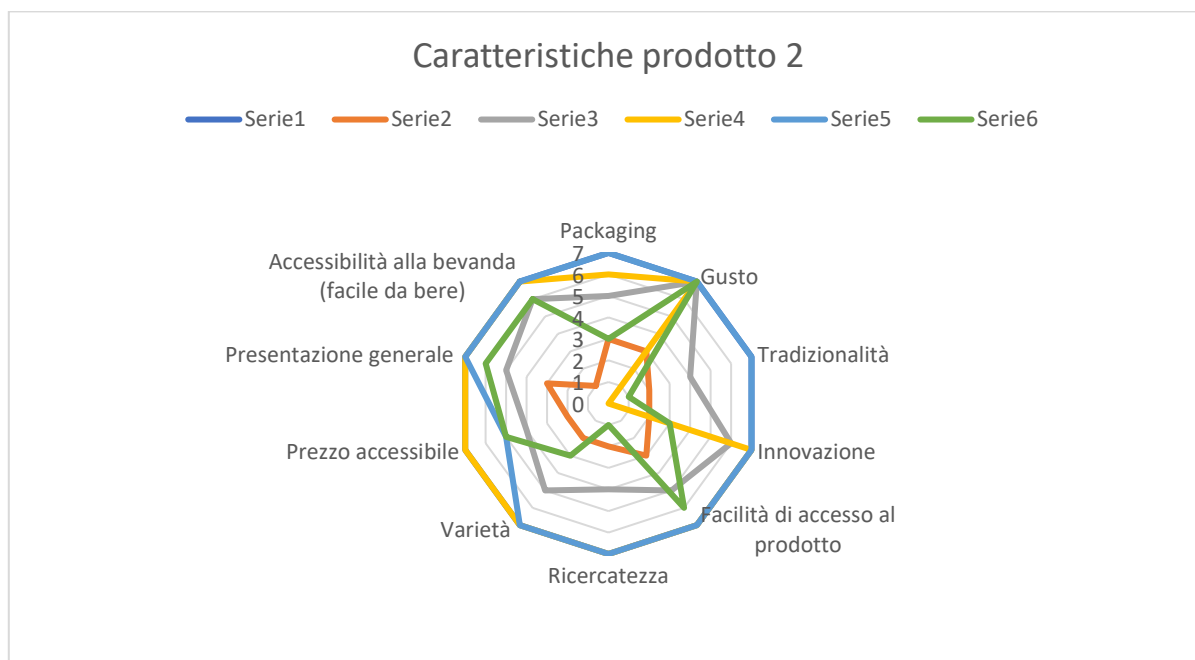 Caratteristiche prodotto 2
Serie1 Serie2 Serie3 Serie4 Serie5 Serie6
Packaging
Gusto
Tradizionalità
Innovazione
Facilità di accesso al
prodotto
Ricercatezza
Varietà
Prezzo accessibile
Presentazione generale
Accessibilità alla bevanda
(facile da bere)
7
6
5
4
3
2
1
0